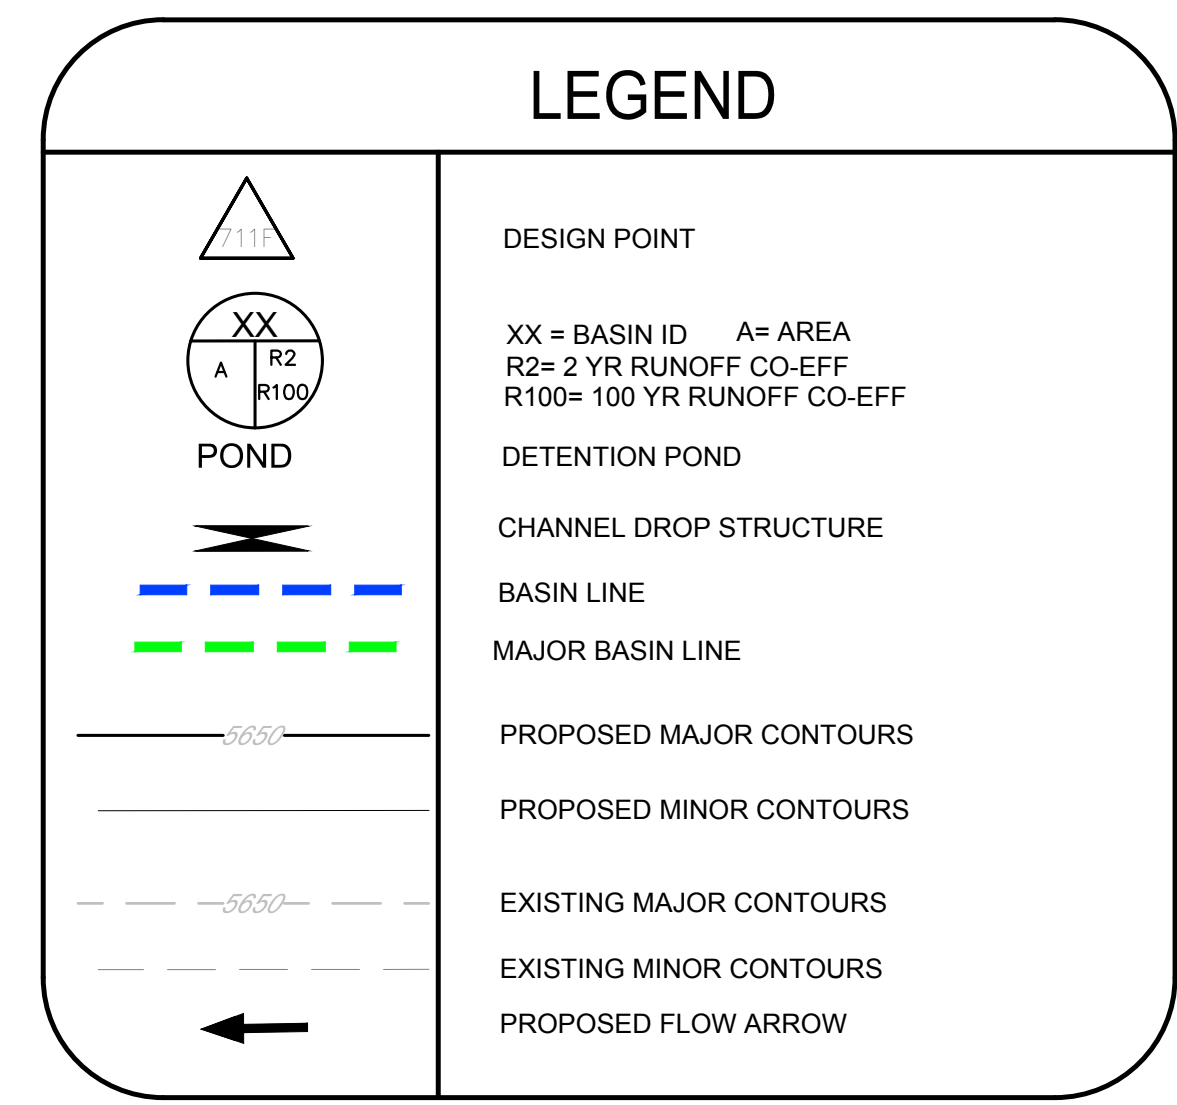 LEGEND
711F
DESIGN POINT
XX
A
R2
R100
XX = BASIN ID A= AREA
R2= 2 YR RUNOFF CO-EFF
R100= 100 YR RUNOFF CO-EFF
POND
DETENTION POND
CHANNEL DROP STRUCTURE
BASIN LINE
MAJOR BASIN LINE
5650
PROPOSED MAJOR CONTOURS
PROPOSED MINOR CONTOURS
5650
EXISTING MAJOR CONTOURS
EXISTING MINOR CONTOURS
PROPOSED FLOW ARROW